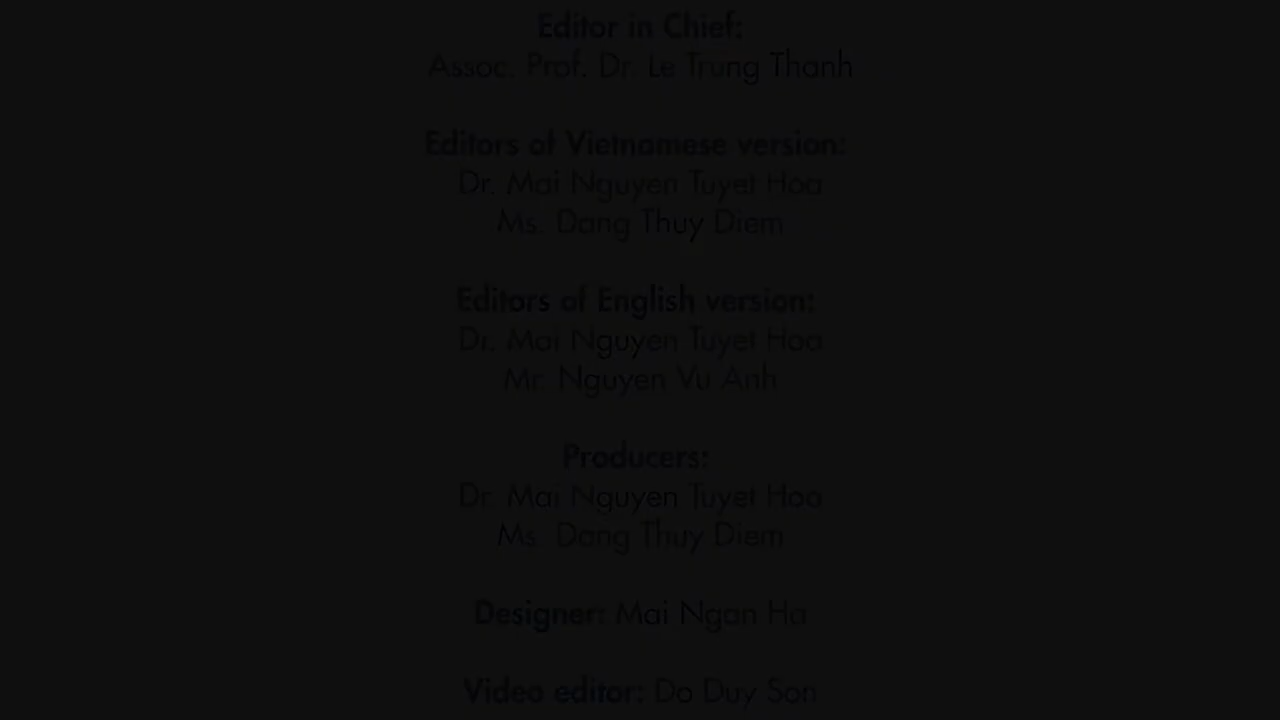 Editor in Chief:
Assoc. Prof. Dr. Le Trung Thanh
Editors of Vietnamese version:
Dr. Mai Nguyen Tuyet Hoa
Ms. Dang Thuy Diem
Editors of English version:
Dr. Mai Nguyen Tuyet Hoa
Mr. Nguyen Vu Anh
Producers:
Dr. Mai Nguyen Tuyet Hoa
Ms. Dang Thuy Diem
Designer: Mai Ngan Ha
Video editor: Do Duy Son